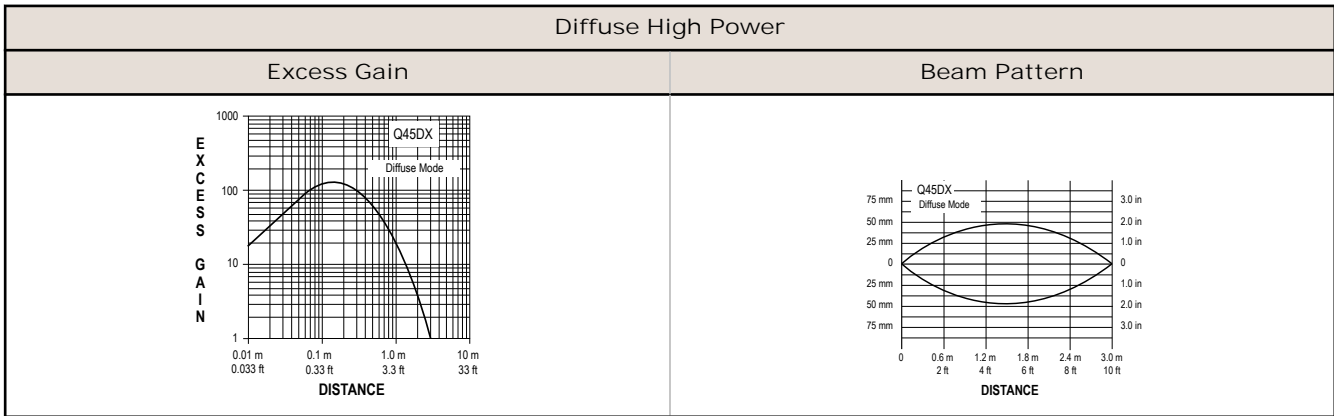 Diffuse High Power
Excess Gain
Beam Pattern
EXCESS GAIN
1000
100
10
1
Q45DX
Diffuse Mode
0.01 m 0.1 m 1.0 m 10 m
0.033 ft 0.33 ft 3.3 ft 33 ft
DISTANCE
Q45DX
Diffuse Mode
75 mm
50 mm
25 mm
0
25 mm
50 mm
75 mm
3.0 in
2.0 in
1.0 in
0
1.0 in
2.0 in
3.0 in
0 0.6 m 1.2 m 1.8 m 2.4 m 3.0 m
2 ft 4 ft 6 ft 8 ft 10 ft
DISTANCE